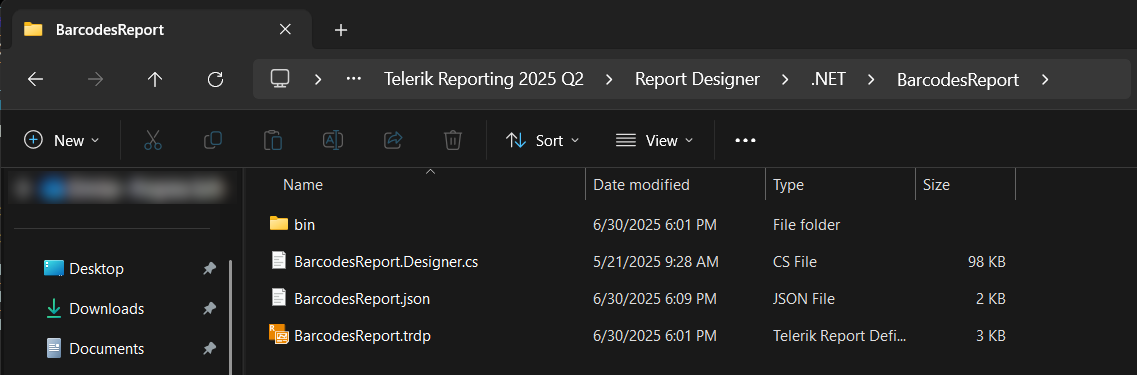 BarcodesReport
Telerik Reporting 2025 Q2 Report Designer .NET BarcodesReport
New Sort View
Name Date modified Type Size
bin 6/30/2025 6:01 PM File folder
BarcodesReport.Designer.cs 5/21/2025 9:28 AM CS File 98 KB
BarcodesReport.json 6/30/2025 6:09 PM JSON File 2 KB
BarcodesReport.trdp 6/30/2025 6:01 PM Telerik Report Defi... 3 KB
Desktop
Downloads
Documents